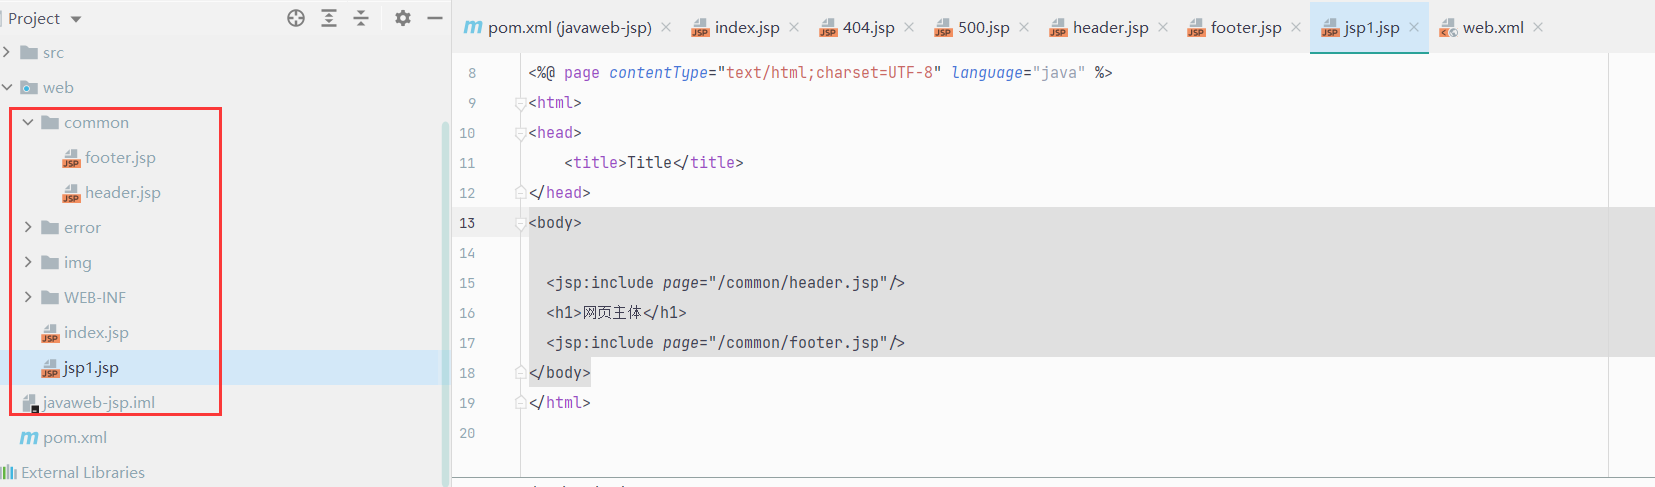 Project
src
web
common
footer.jsp
header.jsp
error
img
WEB-INF
index.jsp
jsp1.jsp
javaweb-jsp.iml
pom.xml
External Libraries
pom.xml (javaweb-jsp) index.jsp 404.jsp 500.jsp header.jsp footer.jsp jsp1.jsp web.xml
8 <%@ page contentType="text/html;charset=UTF-8" language="java" %>
9 <html>
10 <head>
11 <title>Title</title>
12 </head>
13 <body>
14
15 <jsp:include page="/common/header.jsp"/>
16 <h1>网页主体</h1>
17 <jsp:include page="/common/footer.jsp"/>
18 </body>
19 </html>
20